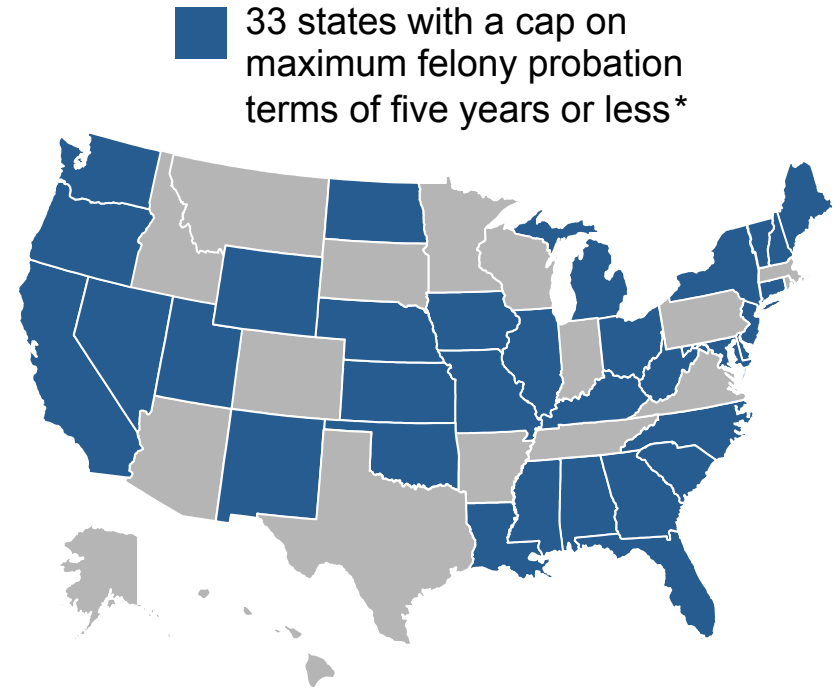 33 states with a cap on
maximum felony probation
terms of five years or less*